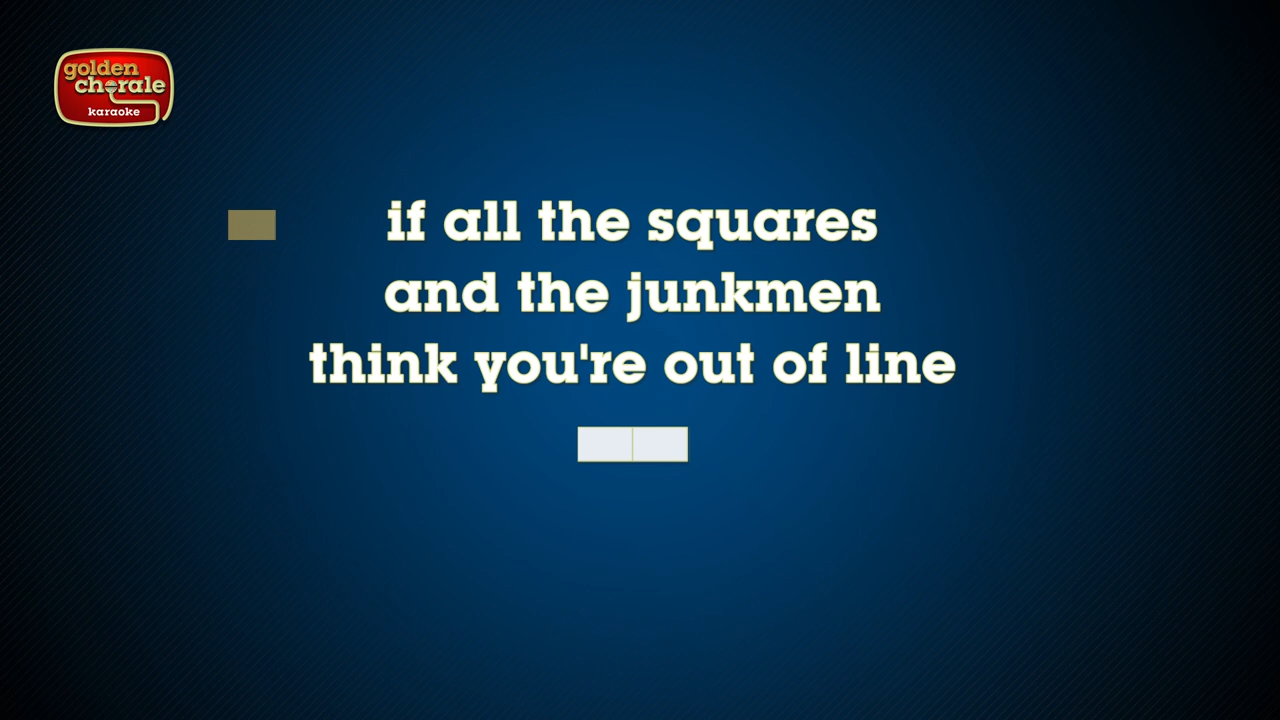 golden
chorale
karaoke
if all the squares
and the junkmen
think you're out of line